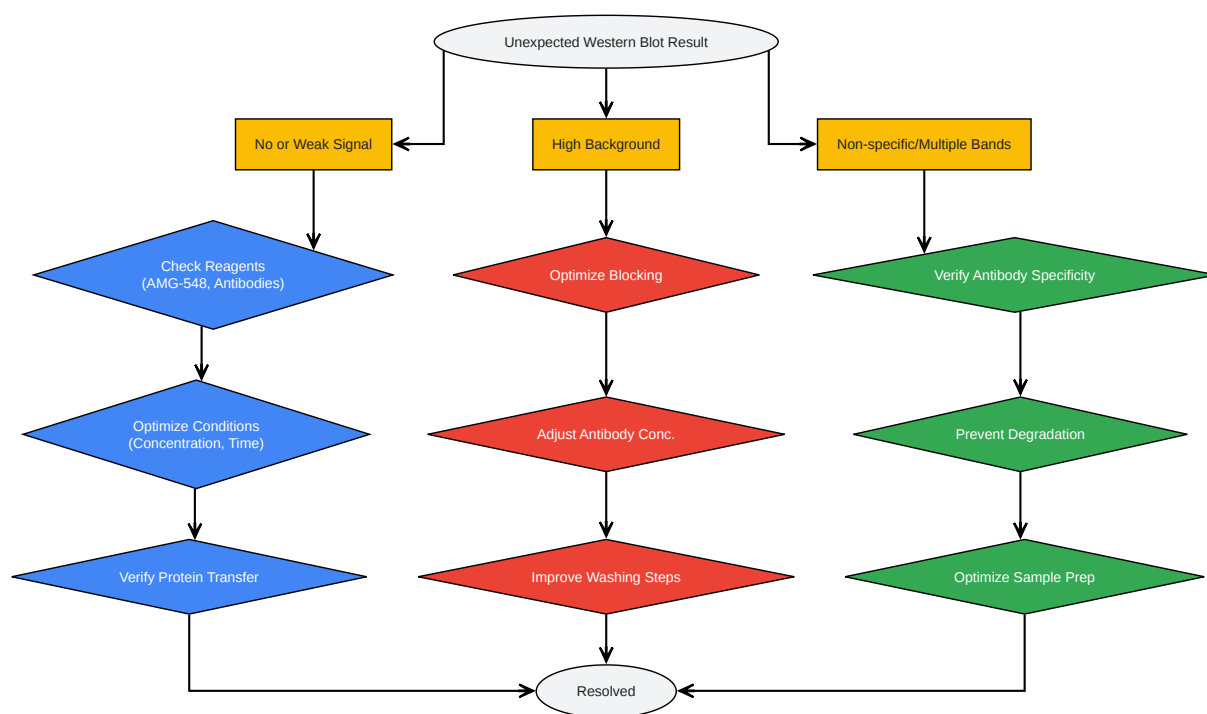 Unexpected Western Blot Result
No or Weak Signal
High Background
Non-specific/Multiple Bands
Check Reagents
(AMG-548, Antibodies)
Optimize Blocking
Verify Antibody Specificity
Optimize Conditions
(Concentration, Time)
Adjust Antibody Conc.
Prevent Degradation
Verify Protein Transfer
Improve Washing Steps
Optimize Sample Prep
Resolved